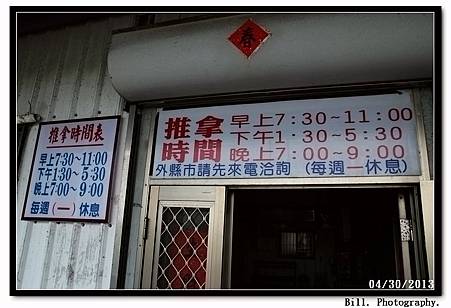 春
推拿時間表
早上7:30~11:00
下午1:30~5:30
晚上7:00~9:00
每週(一)休息
推拿時間
早上7:30~11:00
下午1:30~5:30
晚上7:00~9:00
外縣市請先來電洽詢 (每週一休息)
04/30/2013
Bill. Photography.